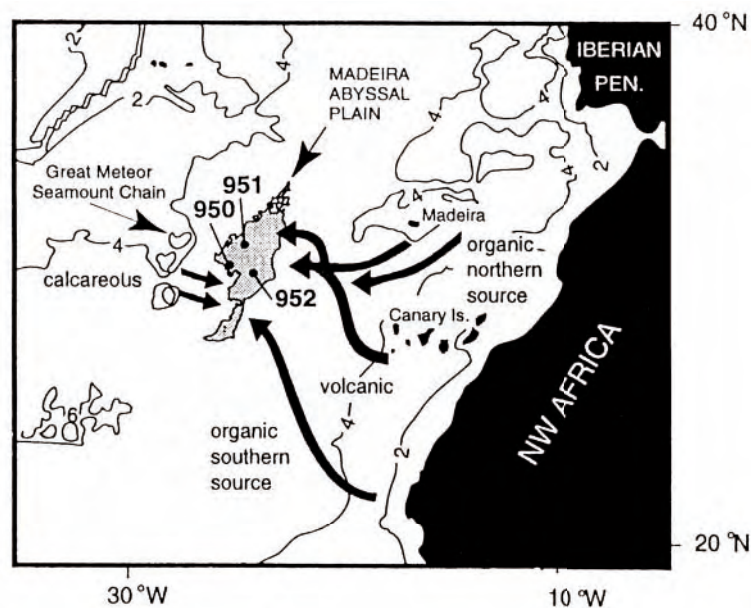 40 °N
IBERIAN
PEN.
MADEIRA
ABYSSAL
PLAIN
2
4
2
4
4
2
Great Meteor
Seamount Chain
951
950
4
4
Madeira
organic
northern
source
4
calcareous
952
Canary Is.
volcanic
NW AFRICA
6
organic
southern
source
4
2
20 °N
30 °W
10 °W